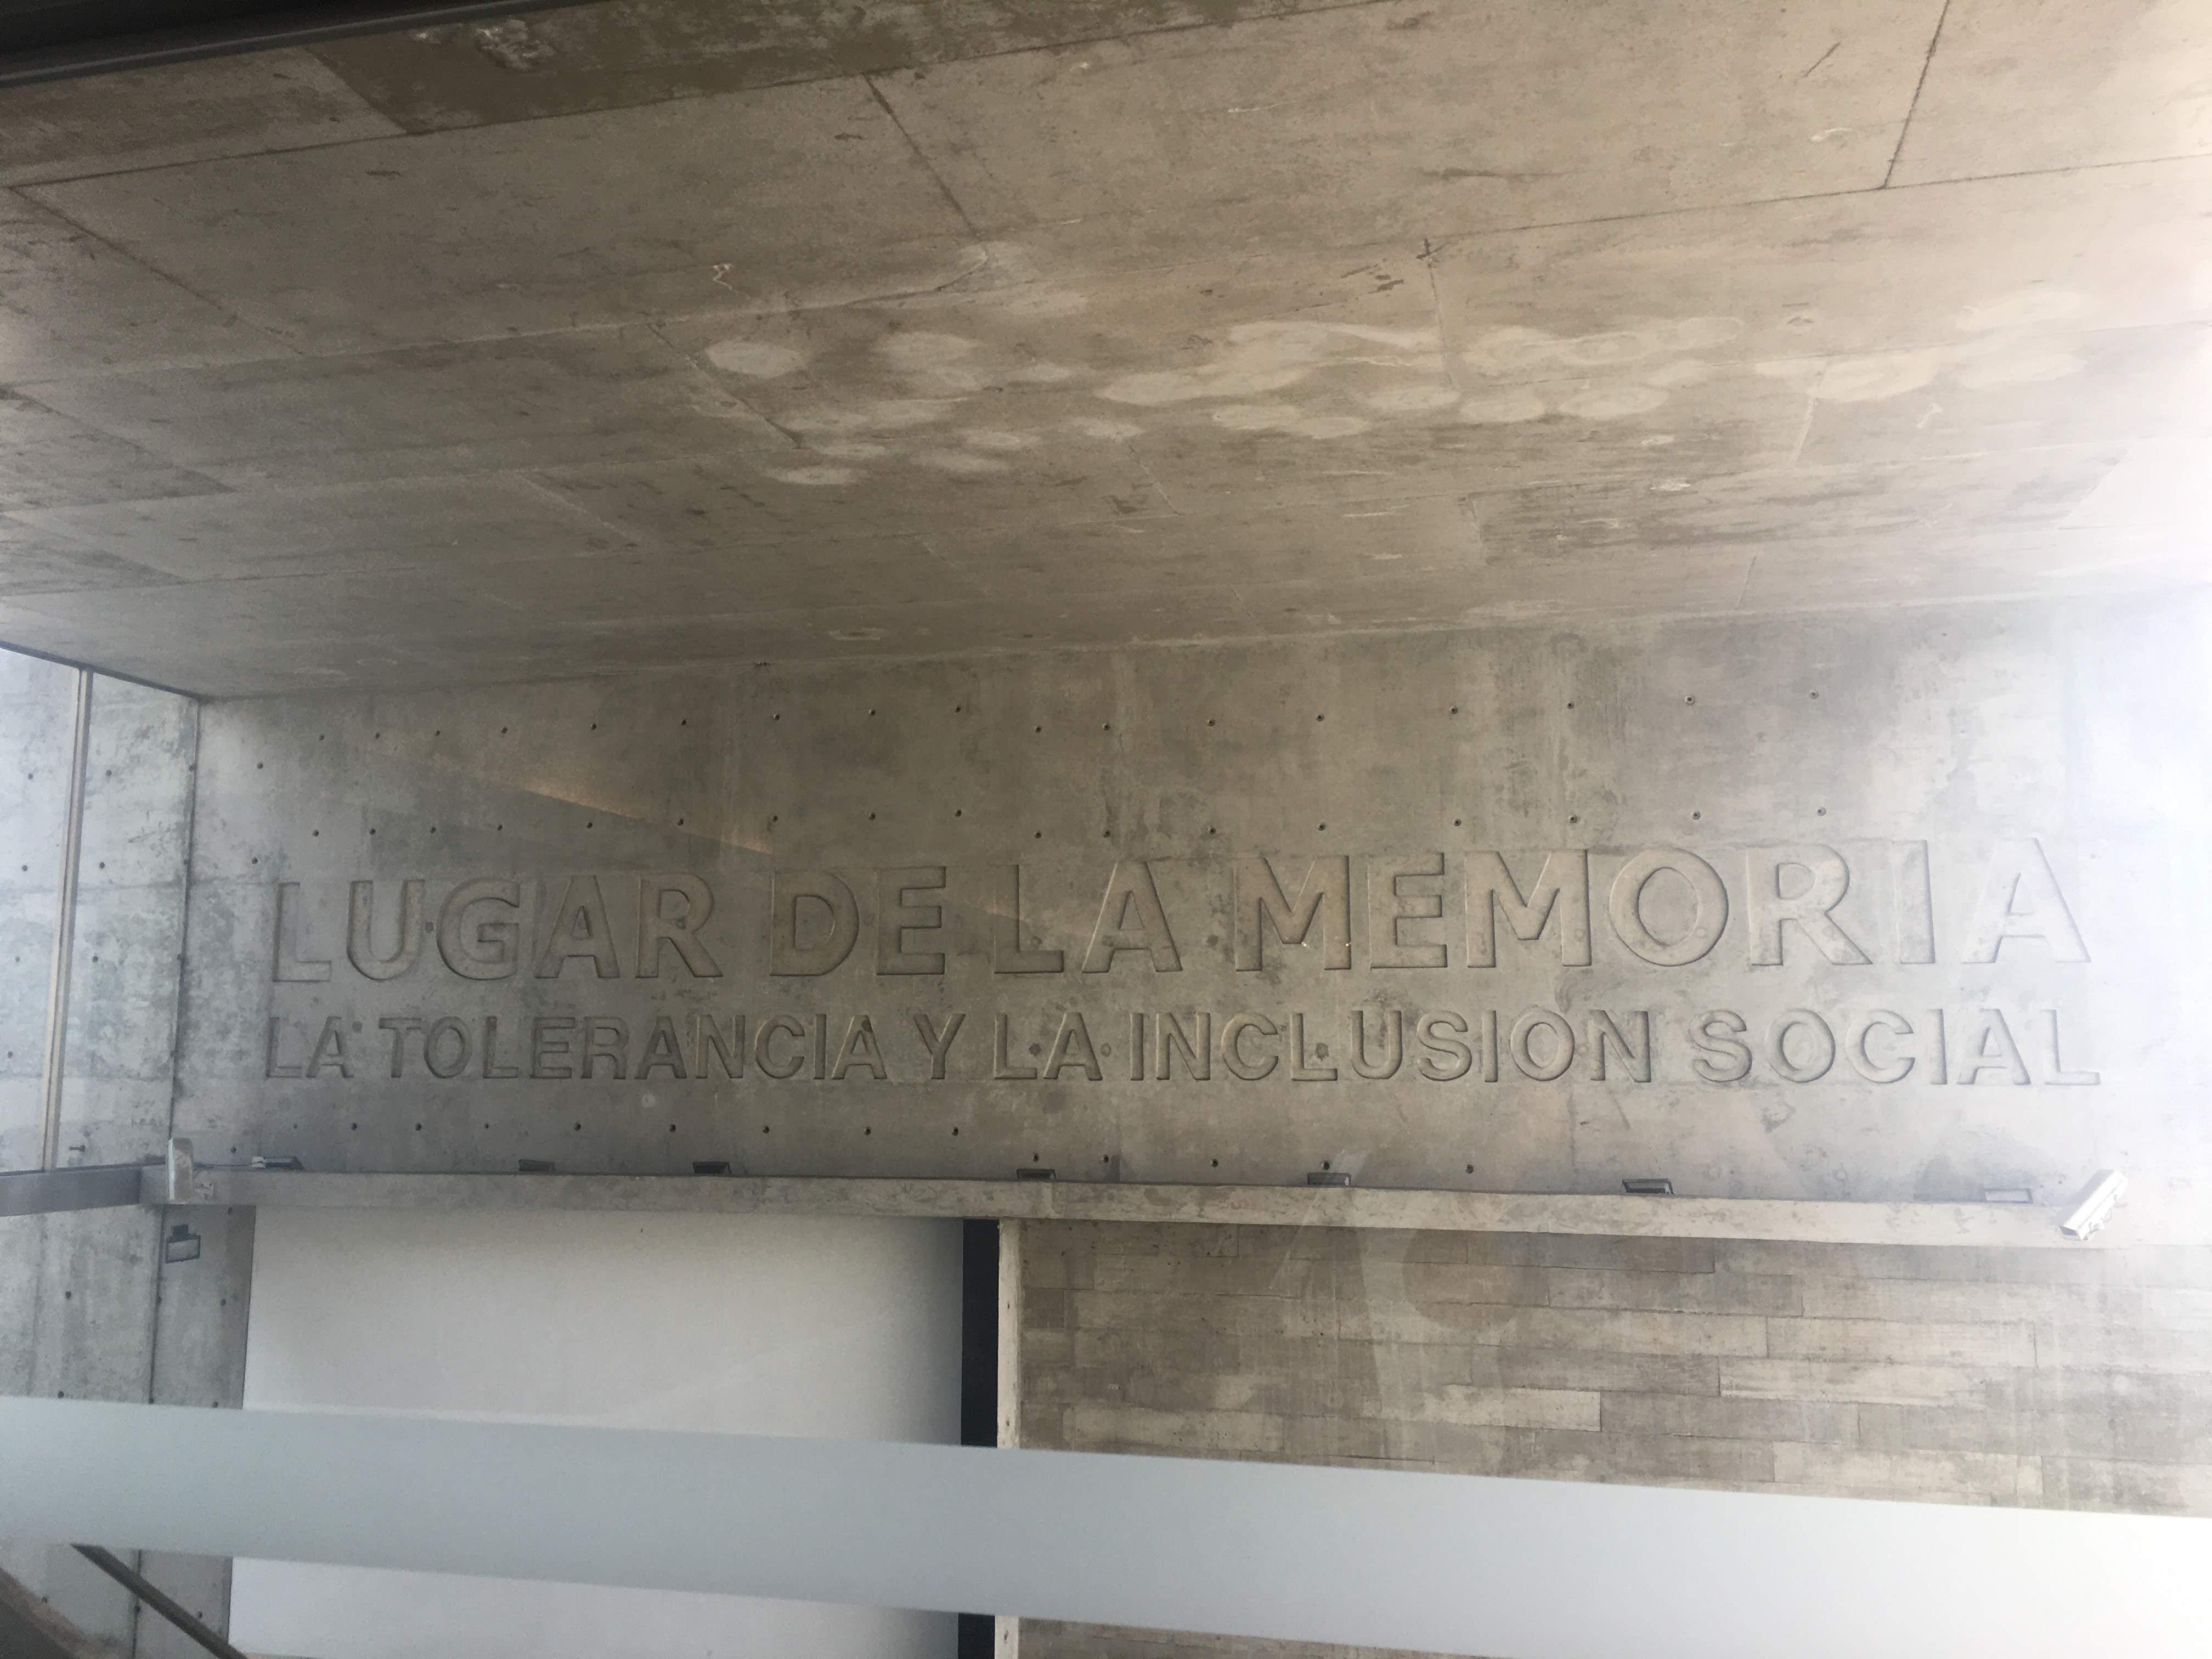 LUGAR DE LA MEMORIA
LA TOLERANCIA Y LA INCLUSION SOCIAL